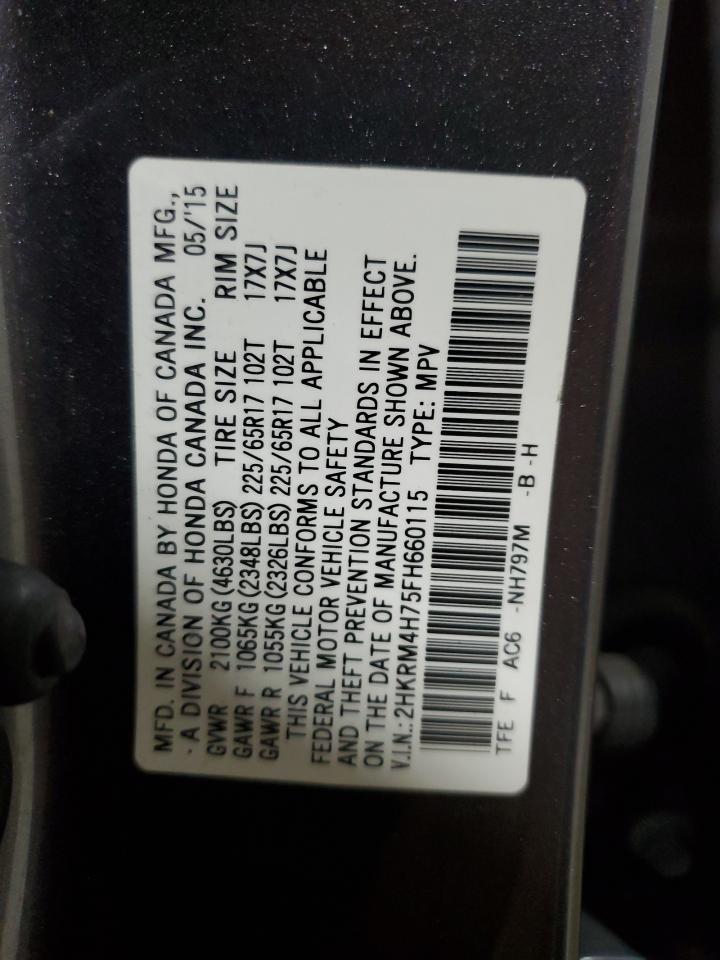 MFD. IN CANADA BY HONDA OF CANADA MFG.,
- A DIVISION OF HONDA CANADA INC. 05/'15
GVWR 2100KG(4630LBS) TIRE SIZE RIM SIZE
GAWR F 1065KG(2348LBS) 225/65R17 102T 17X7J
GAWR R 1055KG(2326LBS) 225/65R17 102T 17X7J
THIS VEHICLE CONFORMS TO ALL APPLICABLE
FEDERAL MOTOR VEHICLE SAFETY
AND THEFT PREVENTION STANDARDS IN EFFECT
ON THE DATE OF MANUFACTURE SHOWN ABOVE.
V.I.N.:2HKRM4H75FH660115 TYPE: MPV
TFE F AC6 -NH797M -B -H